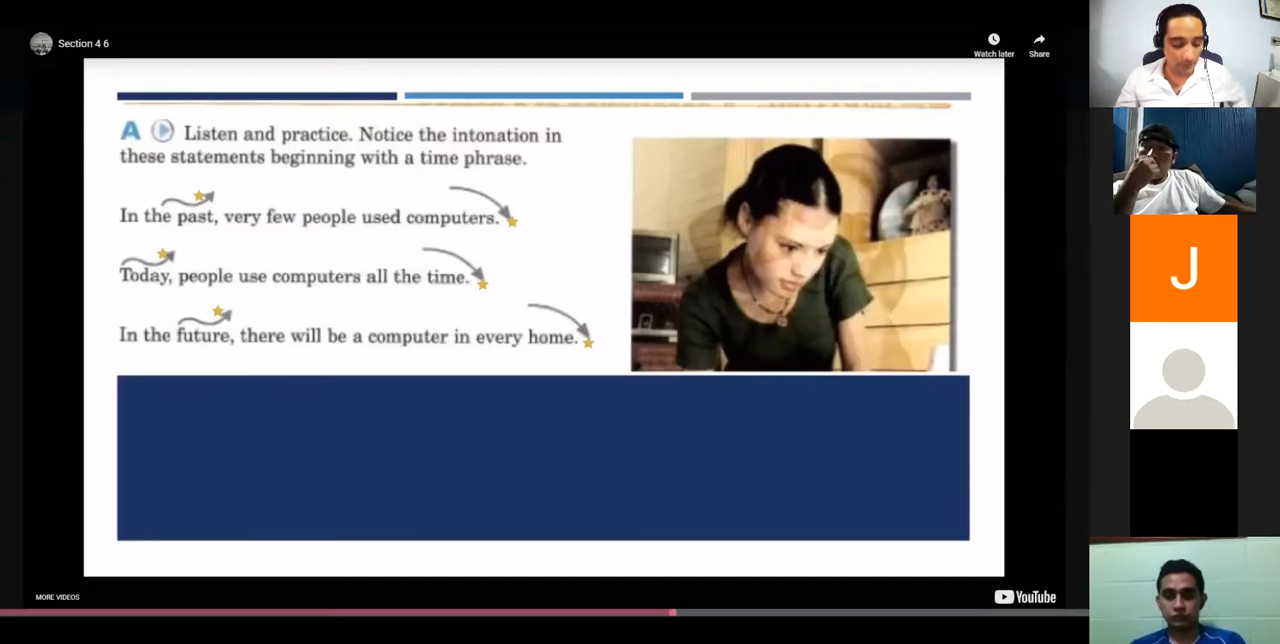 Section 4 6
Watch later
Share
A Listen and practice. Notice the intonation in
these statements beginning with a time phrase.
In the past, very few people used computers.
Today, people use computers all the time.
In the future, there will be a computer in every home.
J
MORE VIDEOS
YouTube